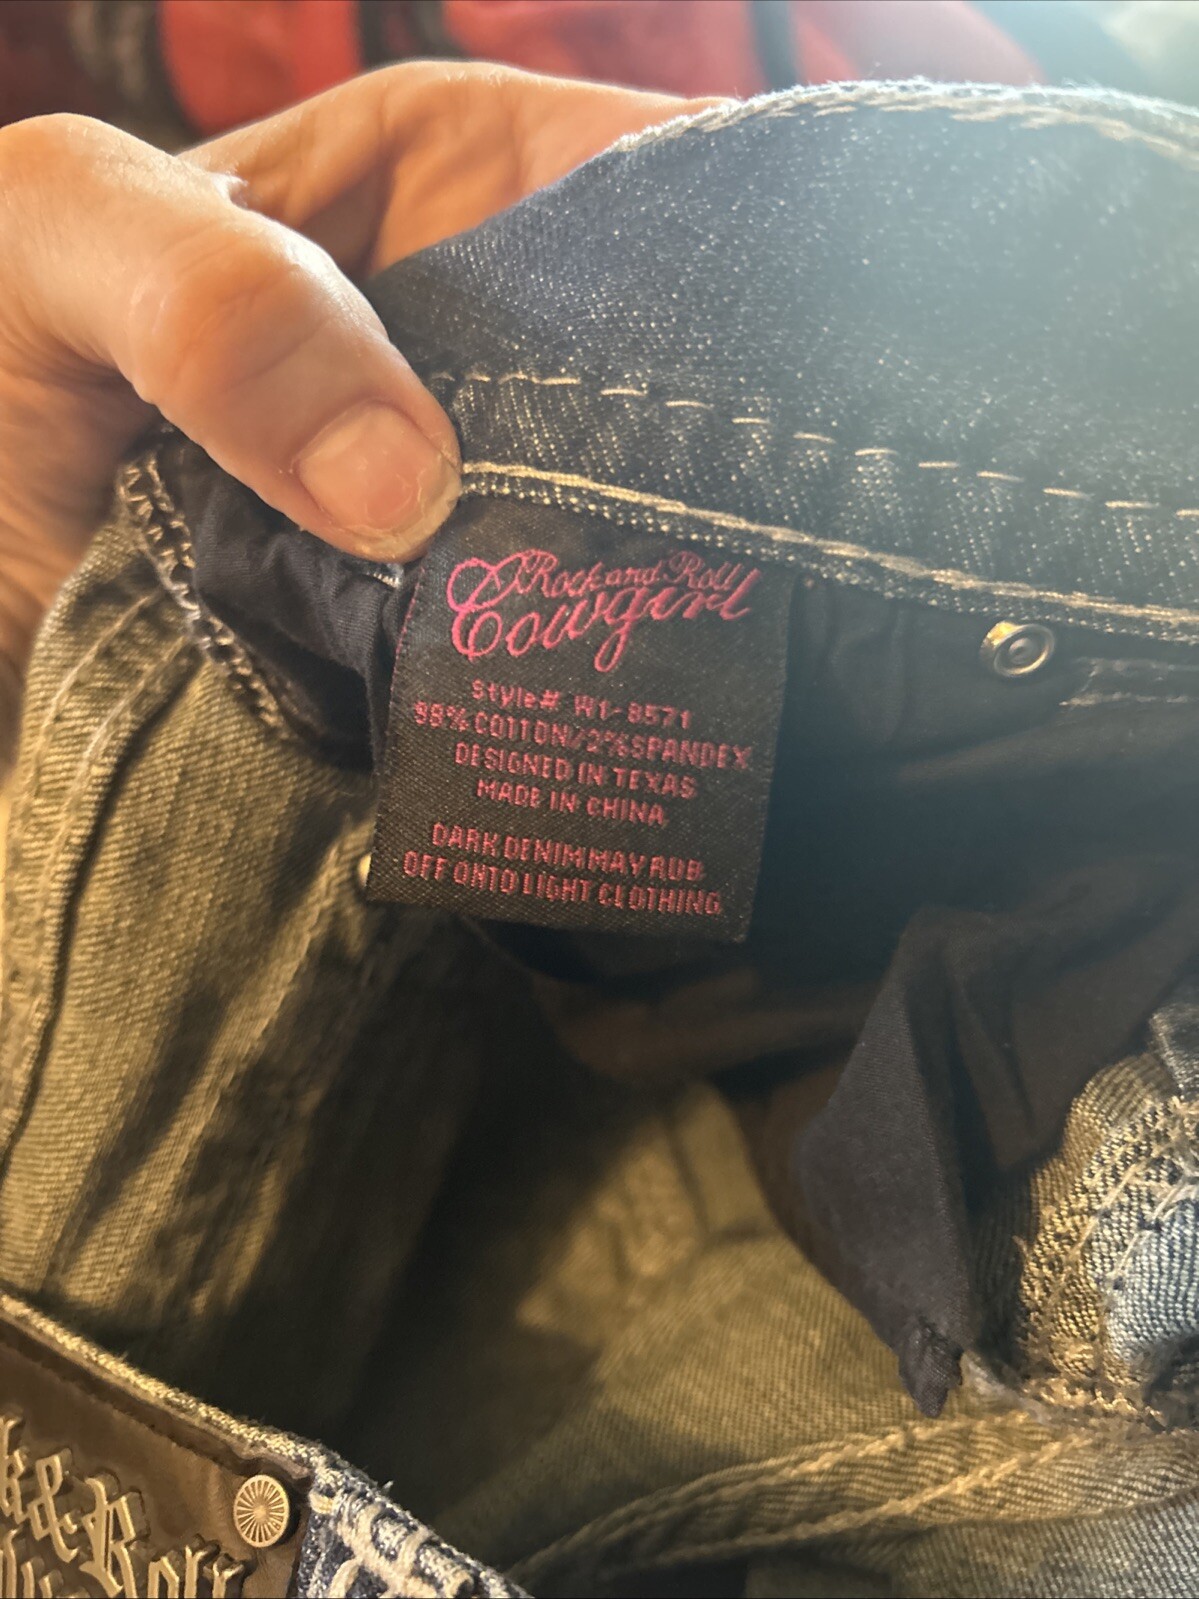 Rock and Roll
Cowgirl
Style# W1-8571
98% COTTON/2%SPANDEX
DESIGNED IN TEXAS
MADE IN CHINA
DARK DENIM MAY RUB
OFF ONTO LIGHT CLOTHING
k & Roll